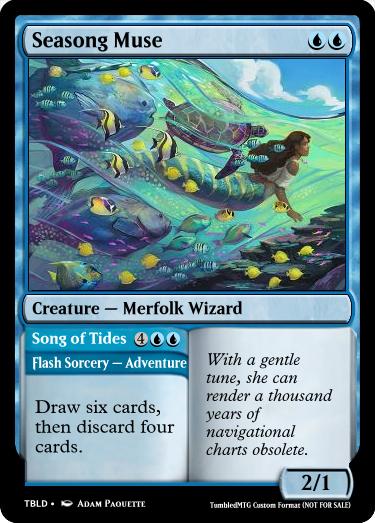 Seasong Muse
Creature — Merfolk Wizard
Song of Tides 4
Flash Sorcery — Adventure
Draw six cards,
then discard four
cards.
With a gentle
tune, she can
render a thousand
years of
navigational
charts obsolete.
2/1
TBLD • Adam Paquette
TumbledMTG Custom Format (NOT FOR SALE)